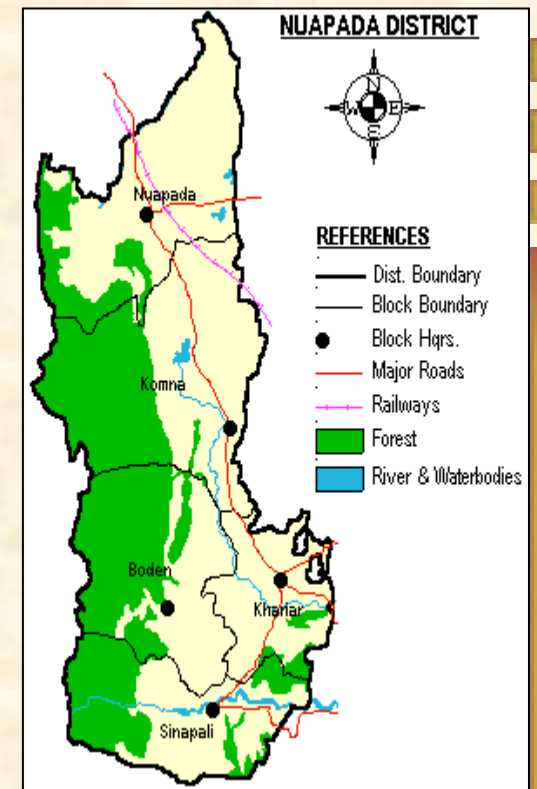 NUAPADA DISTRICT
N
W E
S
Nuapada
REFERENCES
Dist. Boundary
Block Boundary
Block Hqrs.
Major Roads
Railways
Forest
River & Waterbodies
Komna
Boden
Khariar
Sinapali